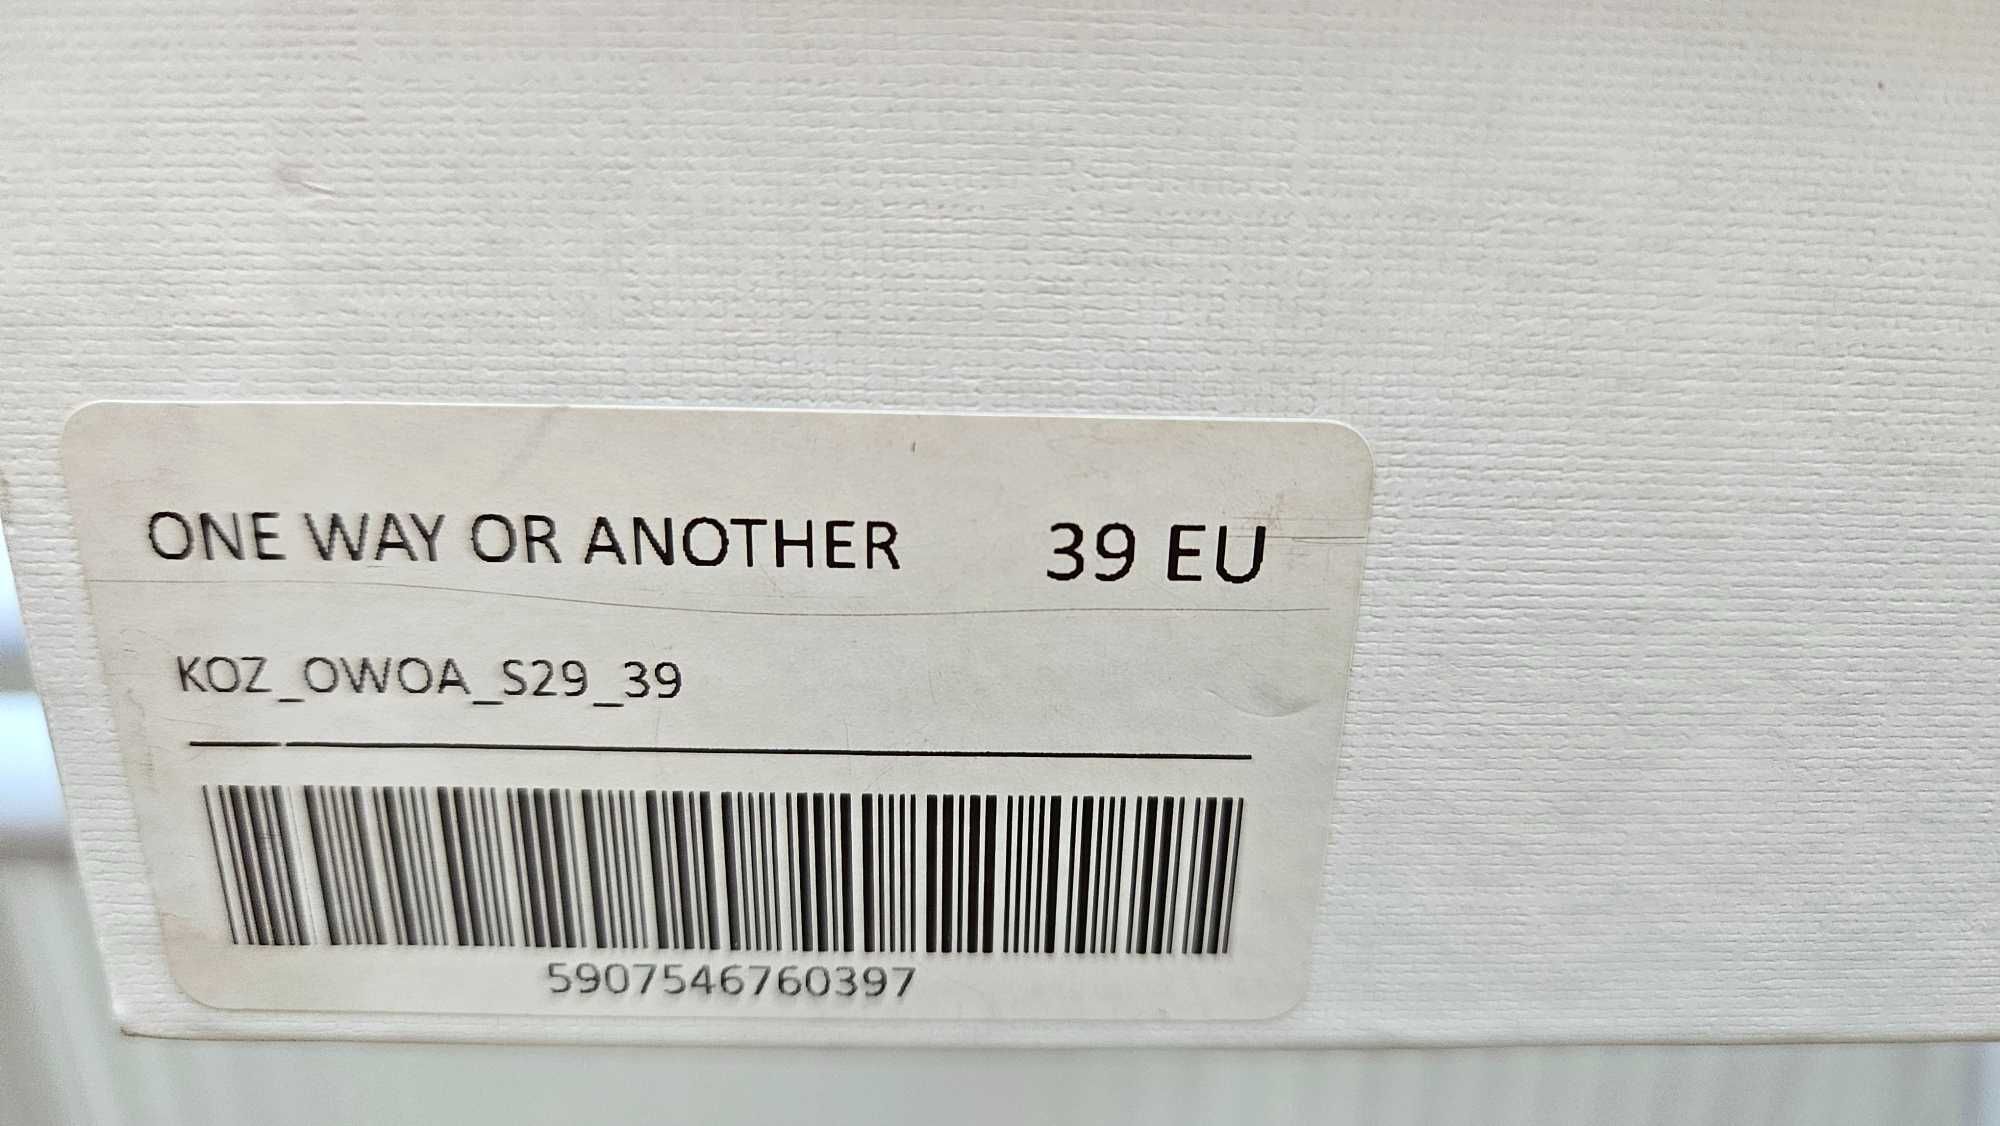 ONE WAY OR ANOTHER 39 EU
KOZ_OWOA_S29_39
5907546760397